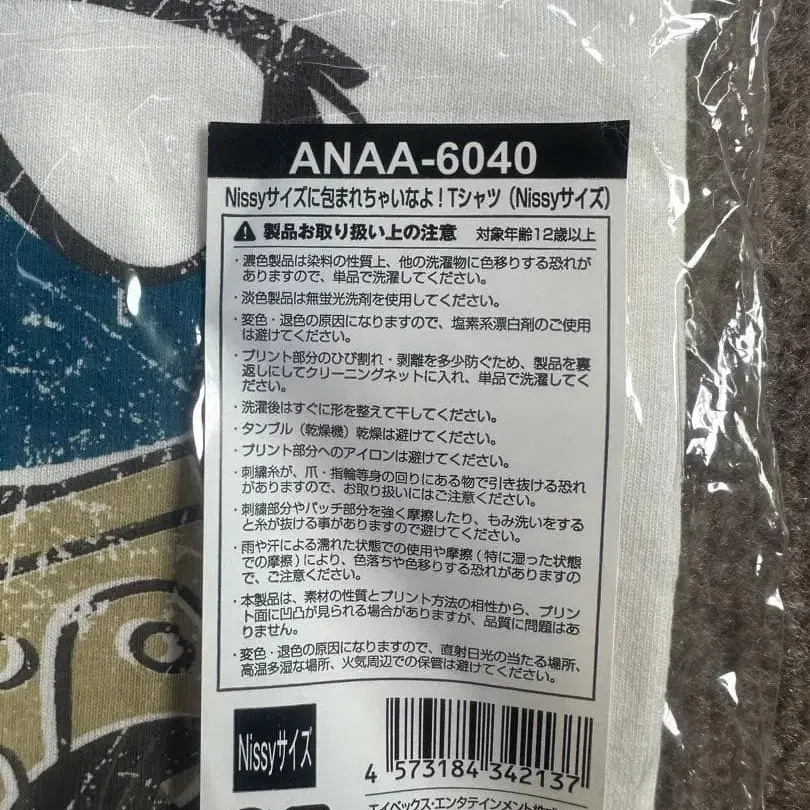 ANAA-6040
Nissyサイズに包まれちゃいなよ!Tシャツ(Nissyサイズ)
製品お取り扱い上の注意 対象年齢12歳以上
・濃色製品は染料の性質上、他の洗濯物に色移りする恐れが
ありますので、単品で洗濯してください。
・淡色製品は無蛍光洗剤を使用してください。
・変色・退色の原因になりますので、塩素系漂白剤のご使用
は避けてください。
・プリント部分のひび割れ・剥離を多少防ぐため、製品を裏
返しにしてクリーニングネットに入れ、単品で洗濯してく
ださい。
・洗濯後はすぐに形を整えて干してください。
・タンブル(乾燥機)乾燥は避けてください。
・プリント部分へのアイロンは避けてください。
・刺繍糸が、爪・指輪等身の回りにある物で引き抜ける恐れ
がありますので、お取り扱いにはご注意ください。
・刺繍部分やパッチ部分を強く摩擦したり、もみ洗いをする
と糸が抜ける事がありますので避けてください。
・雨や汗による濡れた状態での使用や摩擦(特に湿った状態
での摩擦)により、色落ちや色移りする恐れがありますの
で、ご注意ください。
・本製品は、素材の性質とプリント方法の相性から、プリン
ト面に凹凸が見られる場合がありますが、品質に問題はあ
りません。
・変色・退色の原因になりますので、直射日光の当たる場所、
高温多湿な場所、火気周辺での保管は避けてください。
Nissyサイズ
4 573184 342137
エイベックス・エンタテインメント株